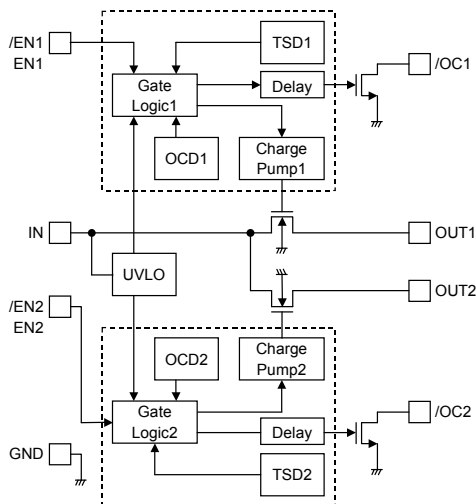 /EN1
EN1
TSD1
/OC1
Gate
Logic1
Delay
OCD1
Charge
Pump1
IN
OUT1
UVLO
OUT2
/EN2
EN2
OCD2
Charge
Pump2
Gate
Logic2
Delay
/OC2
GND
TSD2